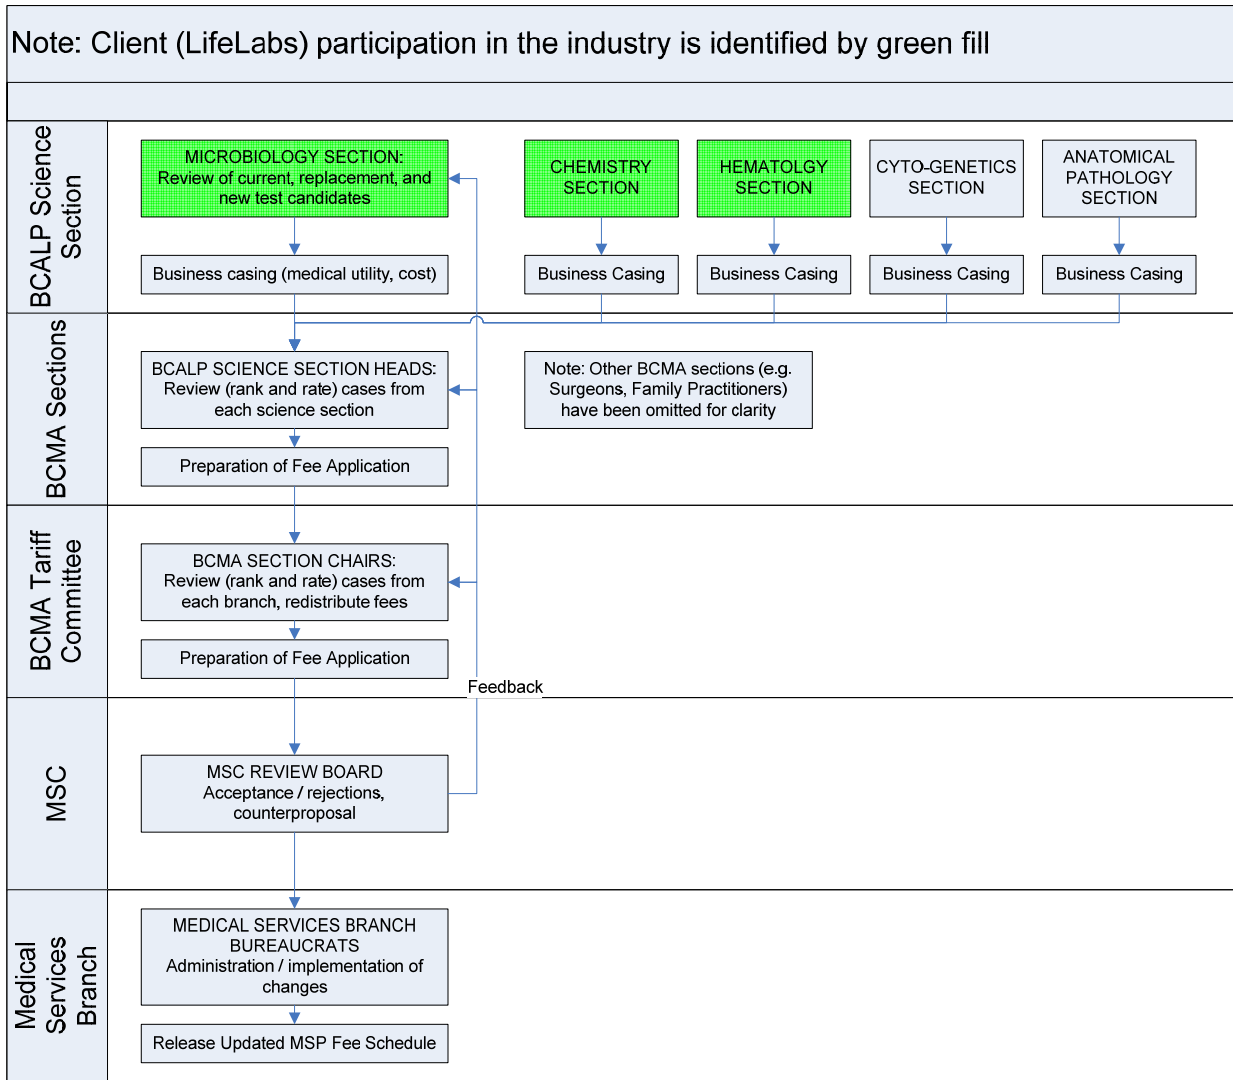 Note: Client (LifeLabs) participation in the industry is identified by green fill
BCALP Science
Section
MICROBIOLOGY SECTION:
Review of current, replacement, and
new test candidates
CHEMISTRY
SECTION
HEMATOLGY
SECTION
CYTO-GENETICS
SECTION
ANATOMICAL
PATHOLOGY
SECTION
Business casing (medical utility, cost)
Business Casing
Business Casing
Business Casing
Business Casing
BCMA Sections
BCALP SCIENCE SECTION HEADS:
Review (rank and rate) cases from
each science section
Note: Other BCMA sections (e.g.
Surgeons, Family Practitioners)
have been omitted for clarity
Preparation of Fee Application
BCMA Tariff
Committee
BCMA SECTION CHAIRS:
Review (rank and rate) cases from
each branch, redistribute fees
Preparation of Fee Application
Feedback
MSC
MSC REVIEW BOARD
Acceptance / rejections,
counterproposal
Medical
Services
Branch
MEDICAL SERVICES BRANCH
BUREAUCRATS
Administration / implementation of
changes
Release Updated MSP Fee Schedule